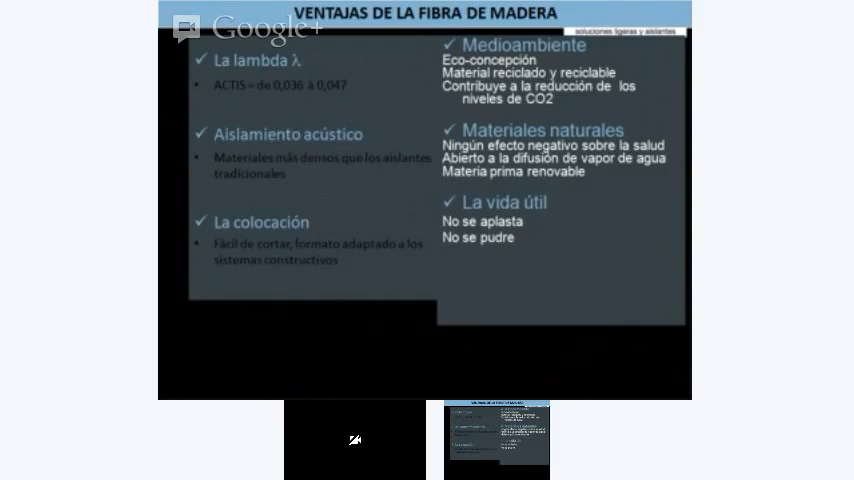 VENTAJAS DE LA FIBRA DE MADERA
Google+
soluciones ligeras y aislantes
✓ La lambda λ
• ACTIS = de 0,036 à 0,047
✓ Aislamiento acústico
• Materiales más densos que los aislantes
tradicionales
✓ La colocación
• Fácil de cortar, formato adaptado a los
sistemas constructivos
✓ Medioambiente
Eco-concepción
Material reciclado y reciclable
Contribuye a la reducción de los
niveles de CO2
✓ Materiales naturales
Ningún efecto negativo sobre la salud
Abierto a la difusión de vapor de agua
Materia prima renovable
✓ La vida útil
No se aplasta
No se pudre